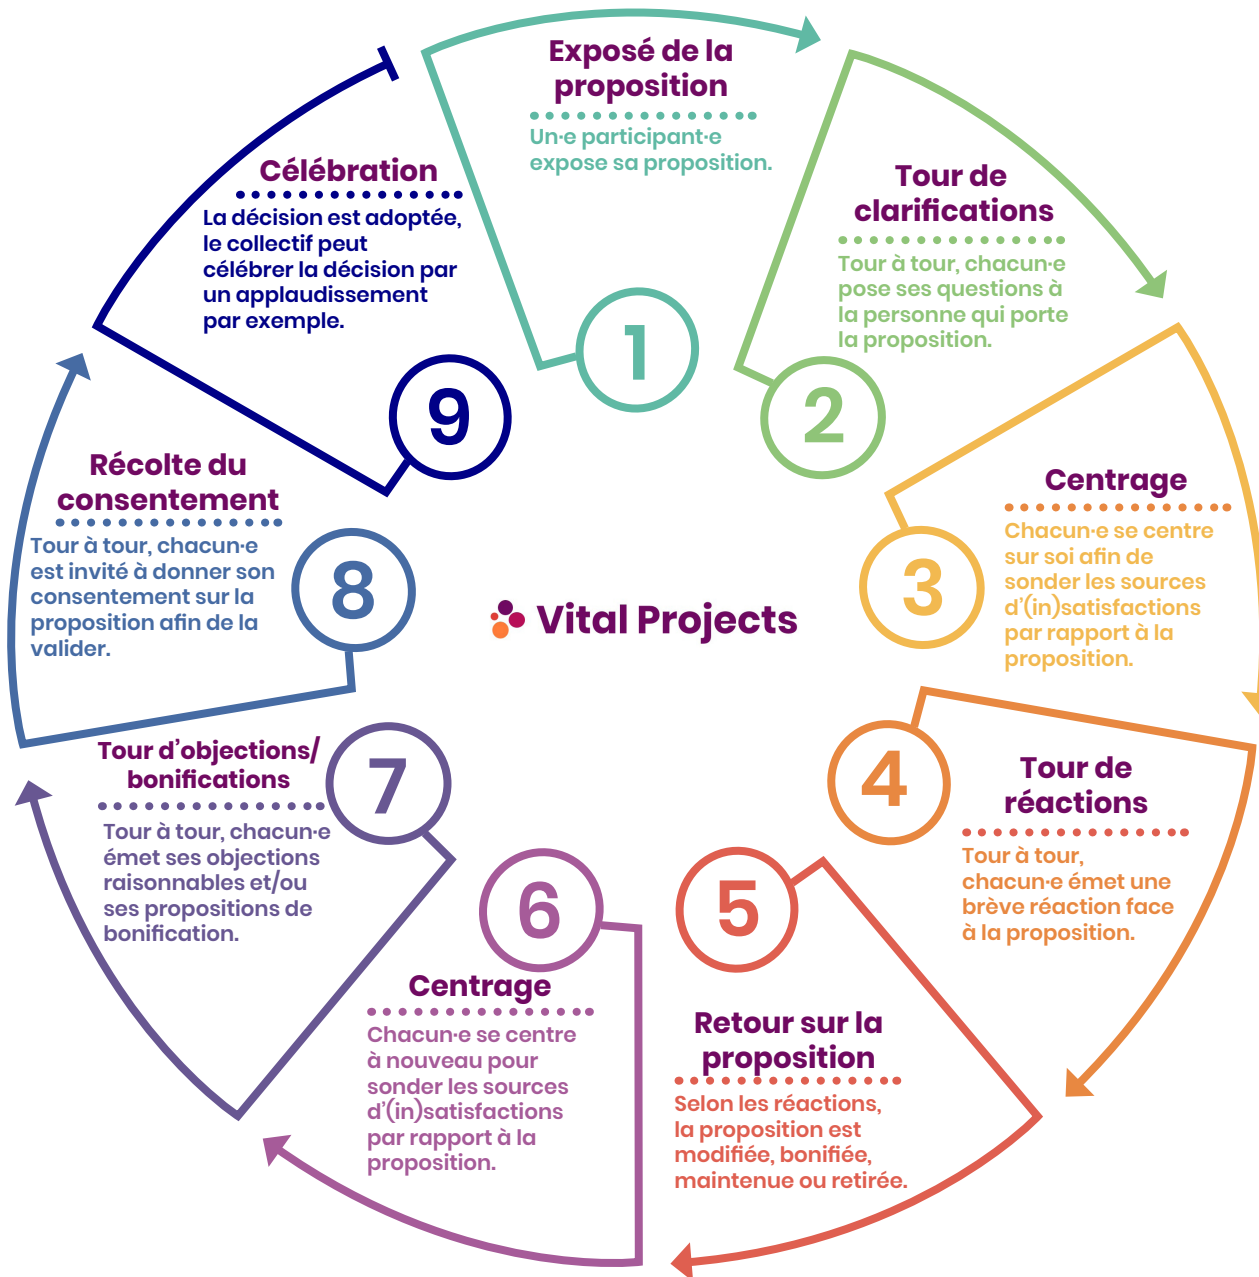 1
Exposé de la
proposition
Un·e participant·e
expose sa proposition.
2
Tour de
clarifications
Tour à tour, chacun·e
pose ses questions à
la personne qui porte
la proposition.
3
Centrage
Chacun·e se centre
sur soi afin de
sonder les sources
d'(in)satisfactions
par rapport à la
proposition.
4
Tour de
réactions
Tour à tour,
chacun·e émet une
brève réaction face
à la proposition.
5
Retour sur la
proposition
Selon les réactions,
la proposition est
modifiée, bonifiée,
maintenue ou retirée.
6
Centrage
Chacun·e se centre
à nouveau pour
sonder les sources
d'(in)satisfactions
par rapport à la
proposition.
7
Tour d'objections/
bonifications
Tour à tour, chacun·e
émet ses objections
raisonnables et/ou
ses propositions de
bonification.
8
Récolte du
consentement
Tour à tour, chacun·e
est invité à donner son
consentement sur la
proposition afin de la
valider.
9
Célébration
La décision est adoptée,
le collectif peut
célébrer la décision par
un applaudissement
par exemple.
Vital Projects